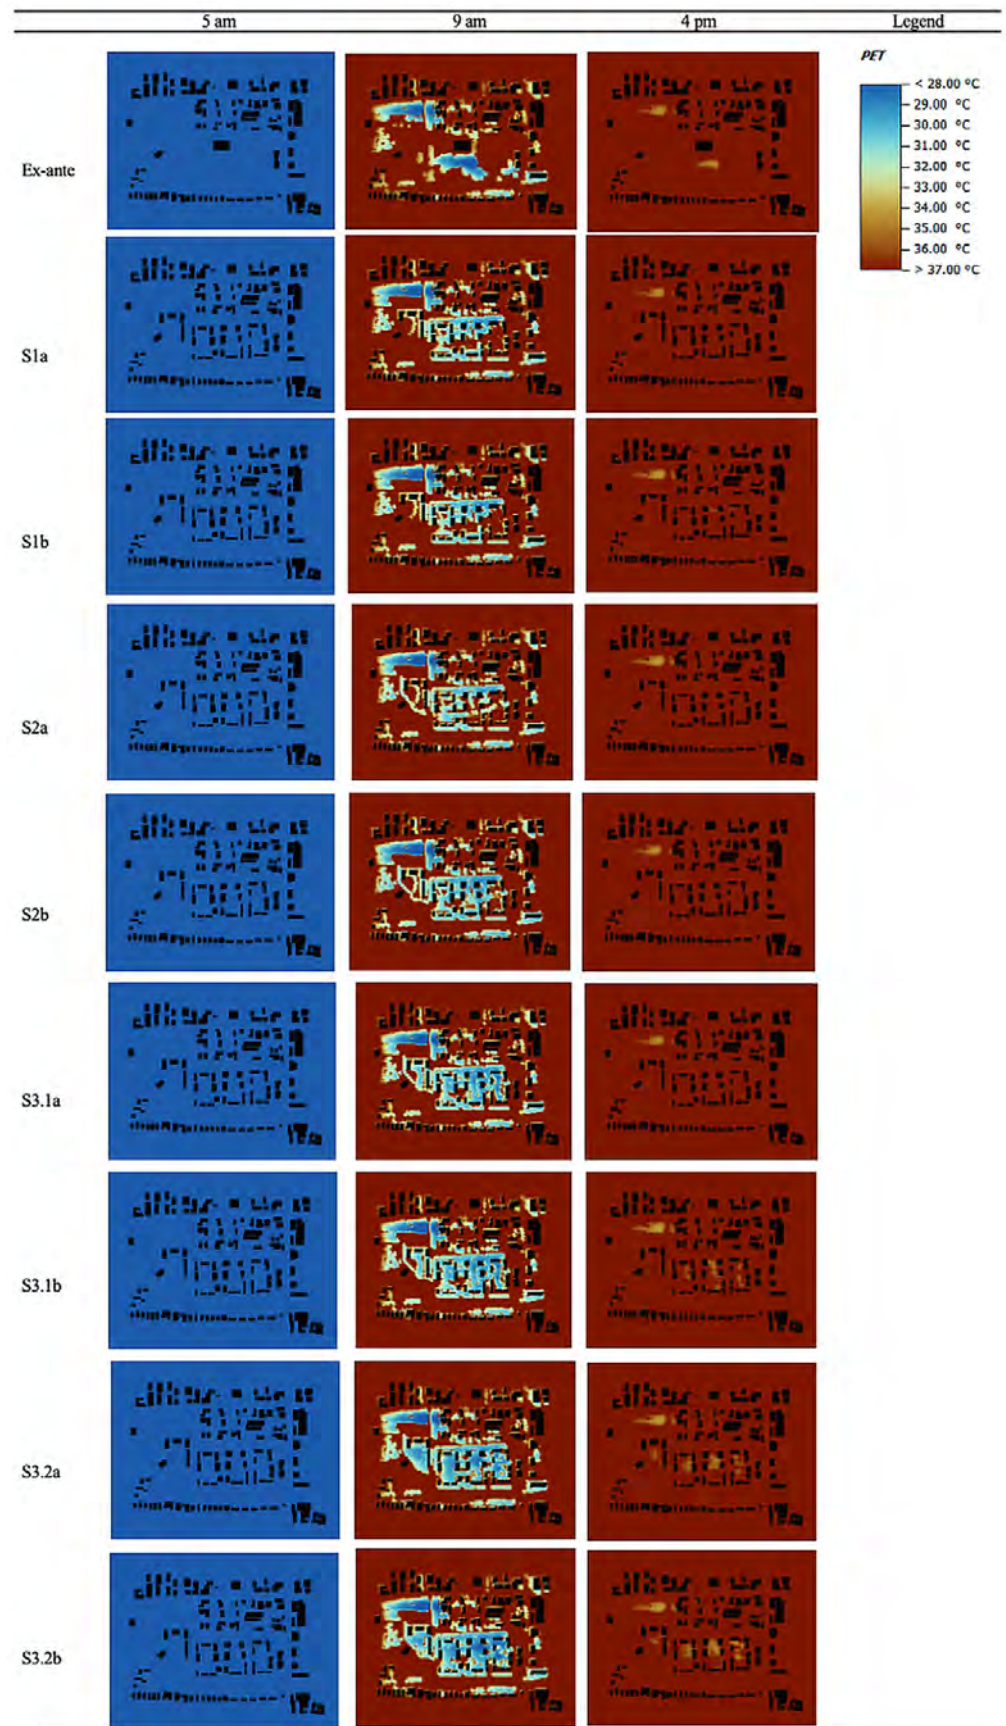 5 am 9 am 4 pm Legend
PET
< 28.00 °C
29.00 °C
30.00 °C
31.00 °C
32.00 °C
33.00 °C
34.00 °C
35.00 °C
36.00 °C
> 37.00 °C
Ex-ante
S1a
S1b
S2a
S2b
S3.1a
S3.1b
S3.2a
S3.2b